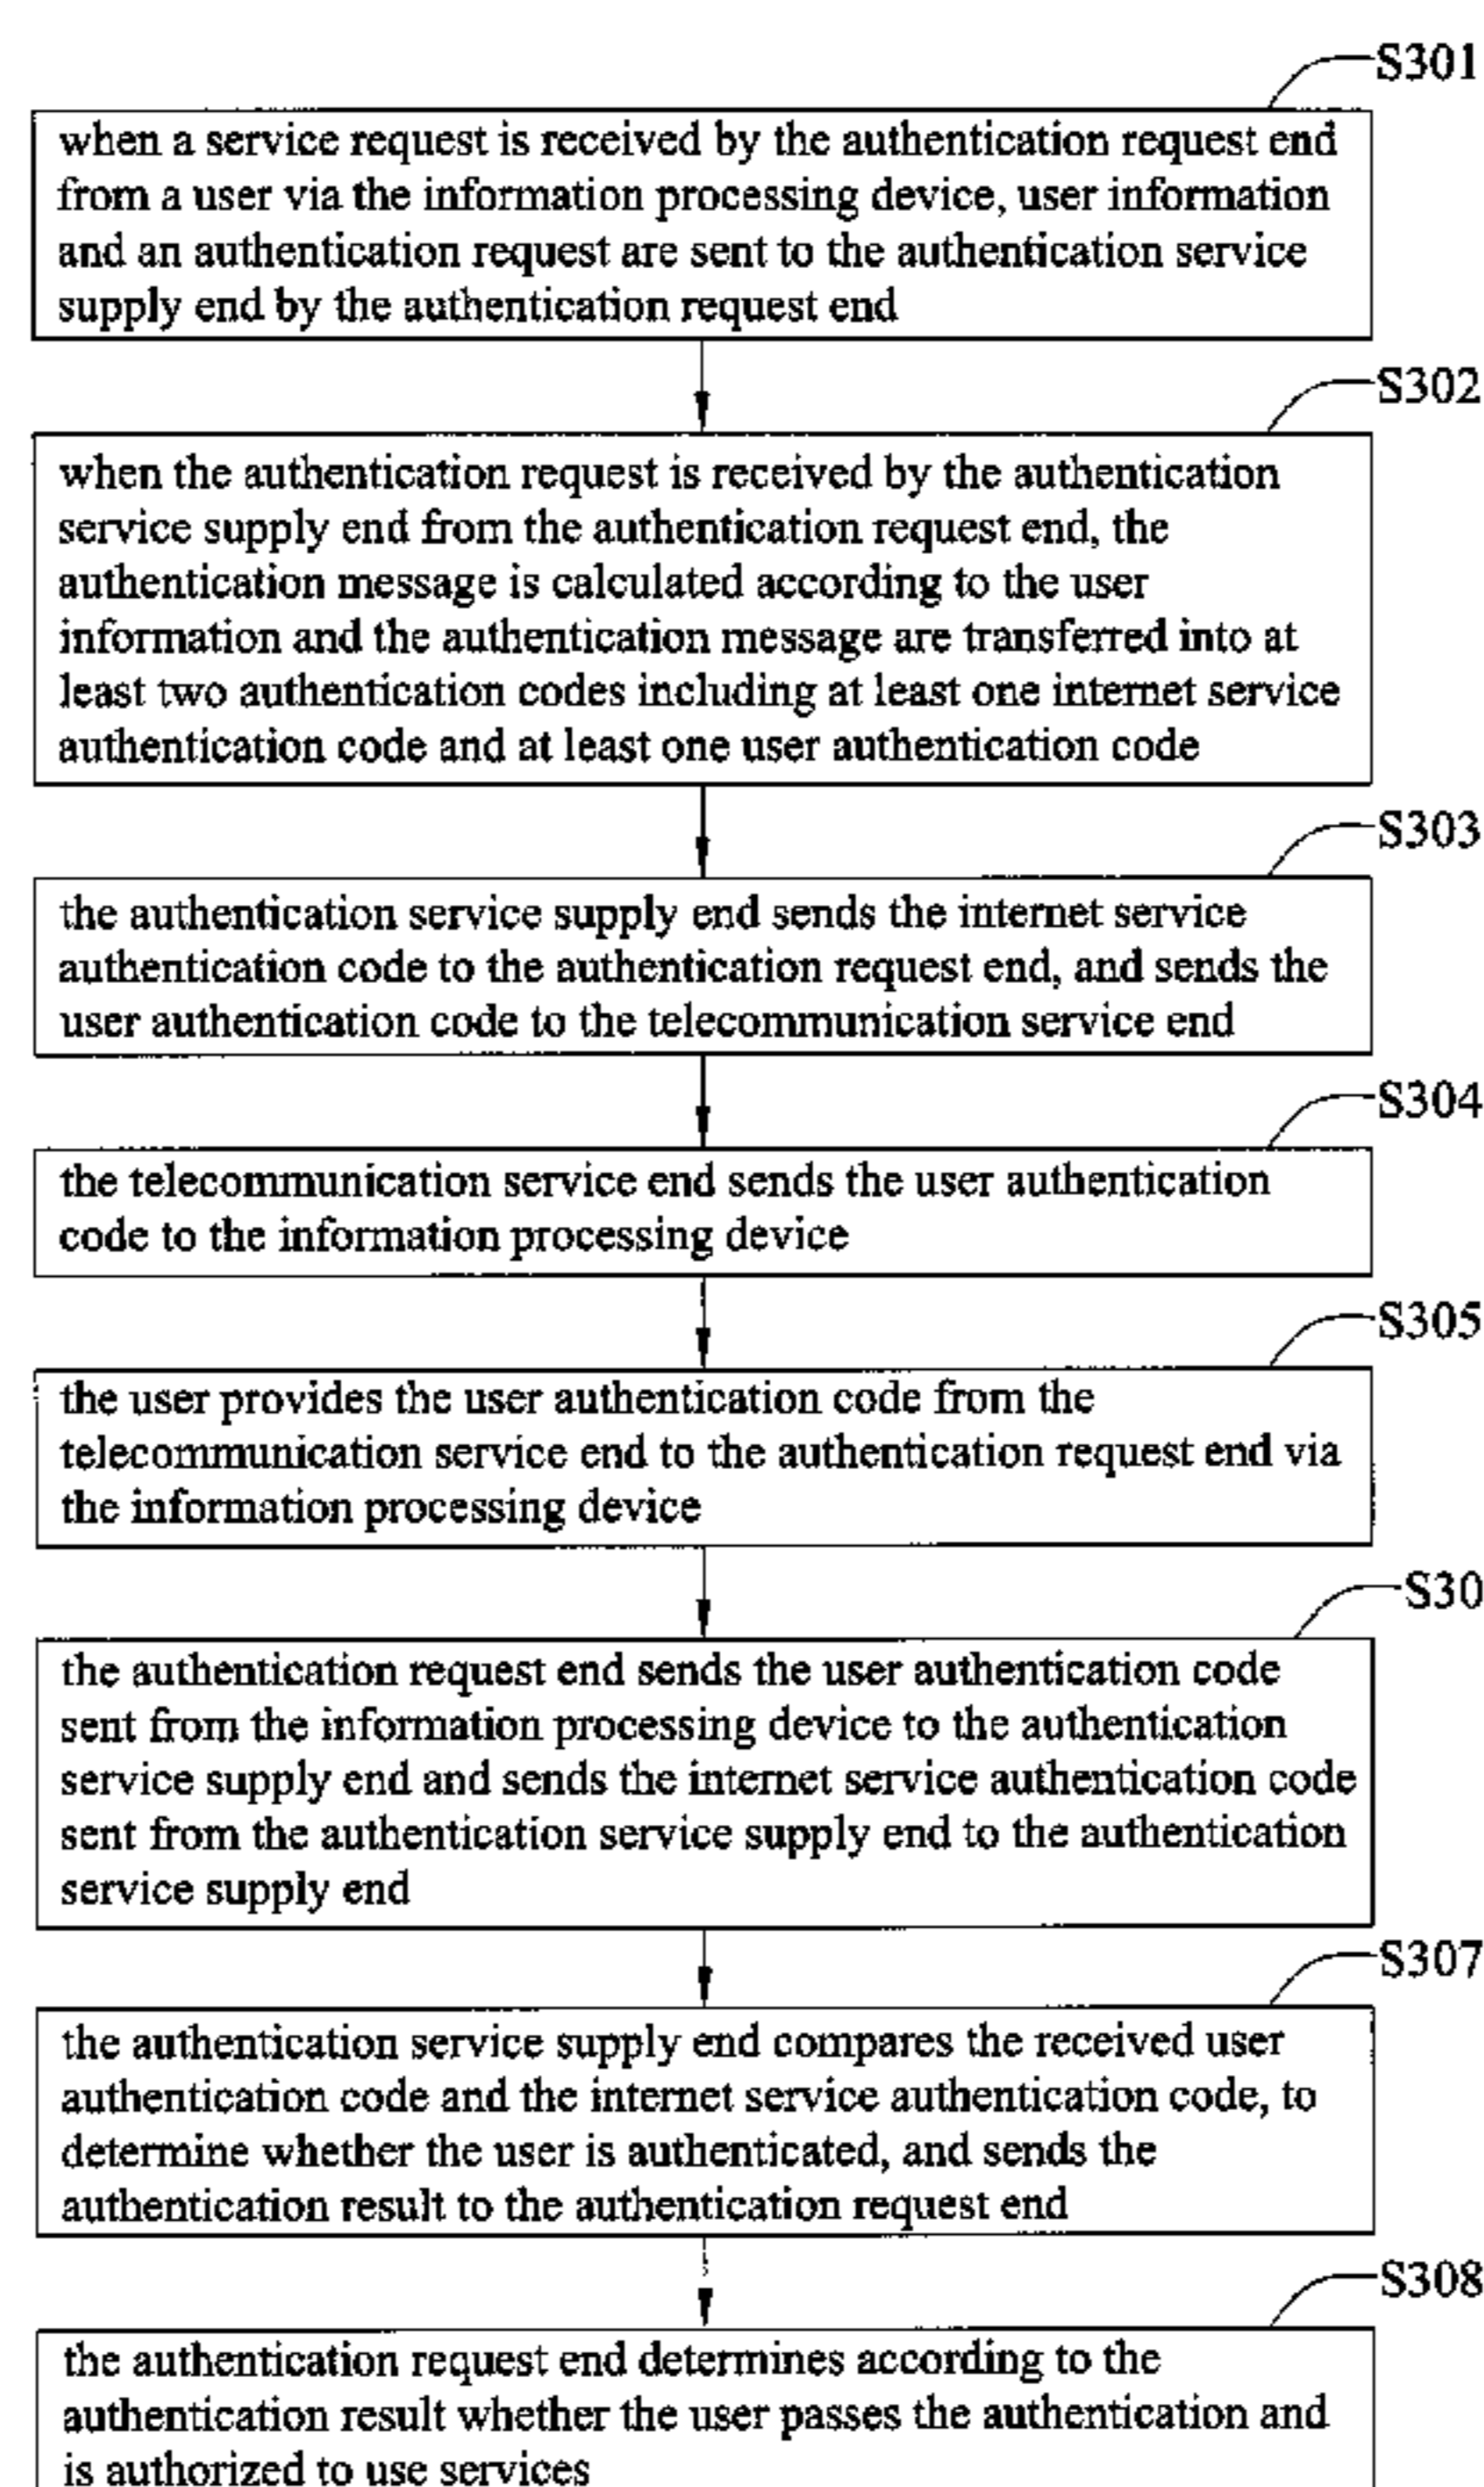 S301
when a service request is received by the authentication request end
from a user via the information processing device, user information
and an authentication request are sent to the authentication service
supply end by the authentication request end
S302
when the authentication request is received by the authentication
service supply end from the authentication request end, the
authentication message is calculated according to the user
information and the authentication message are transferred into at
least two authentication codes including at least one internet service
authentication code and at least one user authentication code
S303
the authentication service supply end sends the internet service
authentication code to the authentication request end, and sends the
user authentication code to the telecommunication service end
S304
the telecommunication service end sends the user authentication
code to the information processing device
S305
the user provides the user authentication code from the
telecommunication service end to the authentication request end via
the information processing device
S30
the authentication request end sends the user authentication code
sent from the information processing device to the authentication
service supply end and sends the internet service authentication code
sent from the authentication service supply end to the authentication
service supply end
S307
the authentication service supply end compares the received user
authentication code and the internet service authentication code, to
determine whether the user is authenticated, and sends the
authentication result to the authentication request end
S308
the authentication request end determines according to the
authentication result whether the user passes the authentication and
is authorized to use services